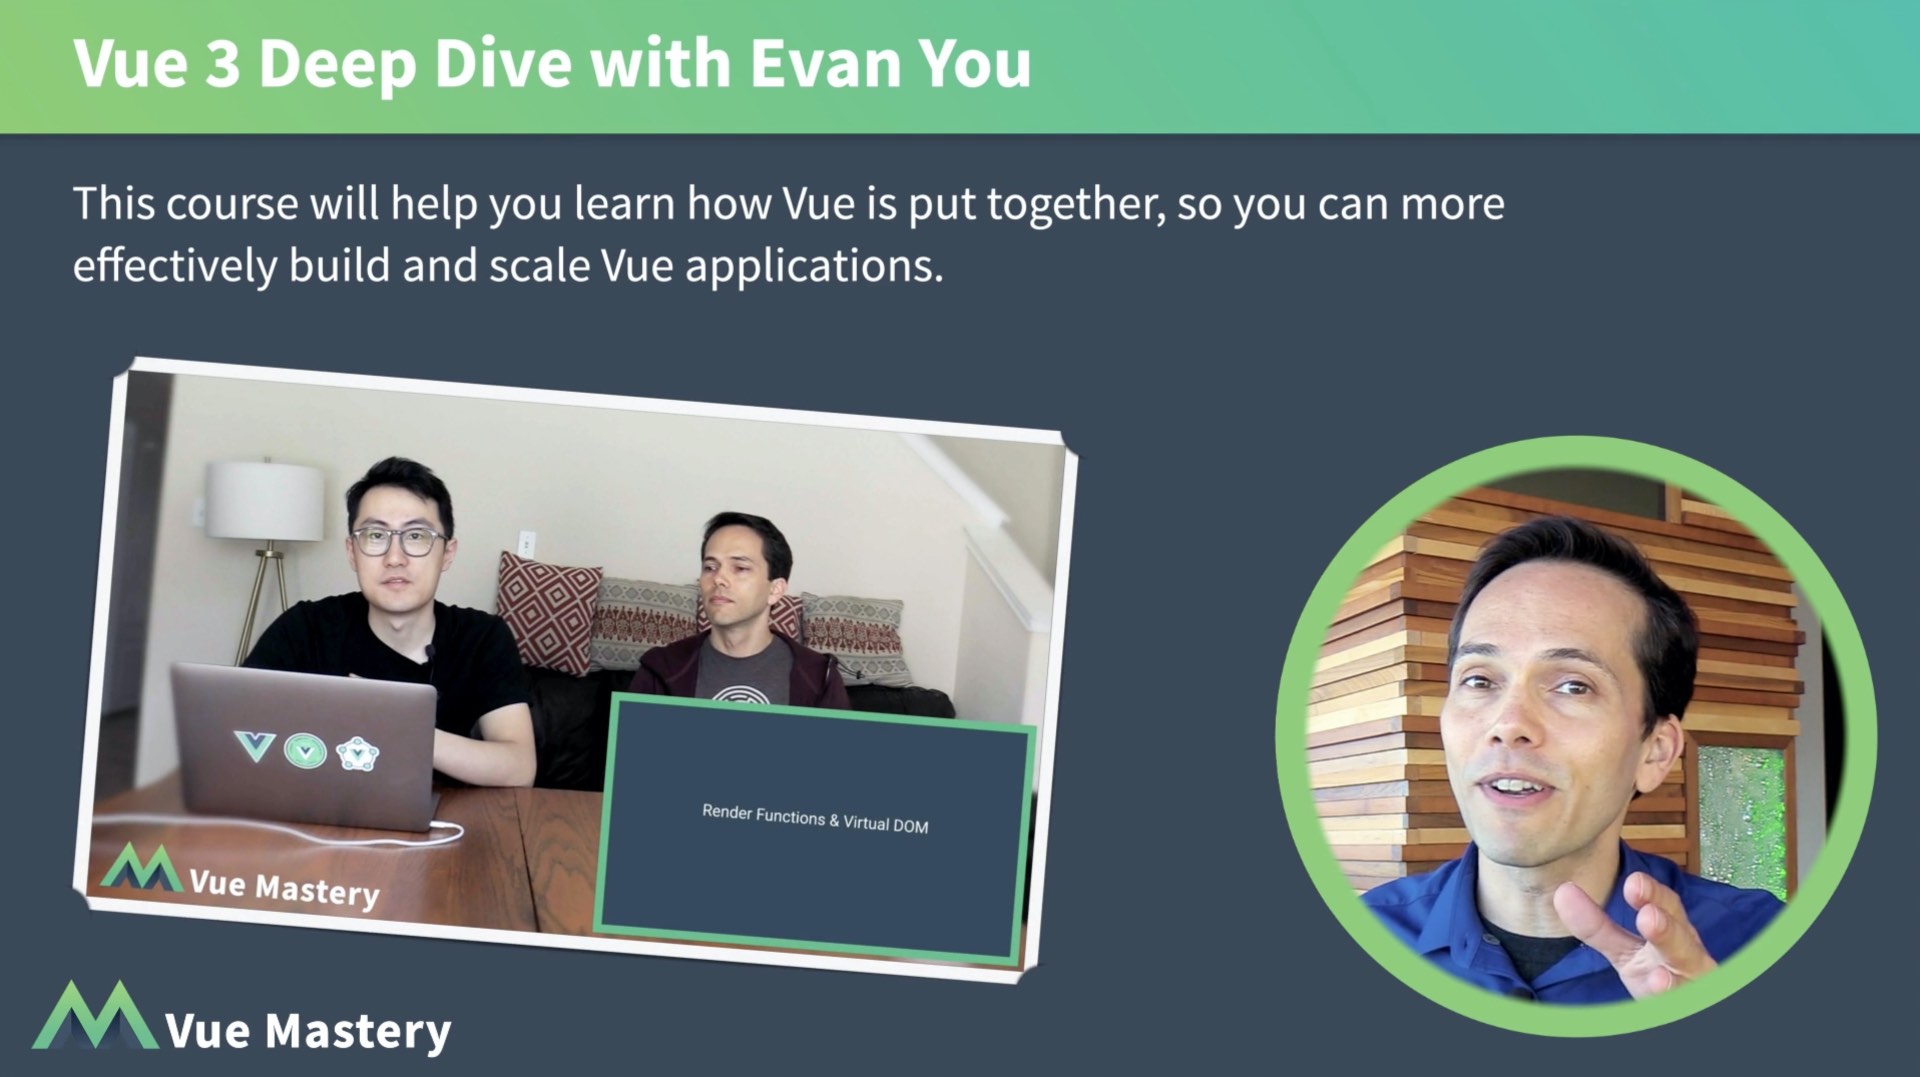 Vue 3 Deep Dive with Evan You
This course will help you learn how Vue is put together, so you can more
effectively build and scale Vue applications.
Render Functions & Virtual DOM
Vue Mastery
Vue Mastery